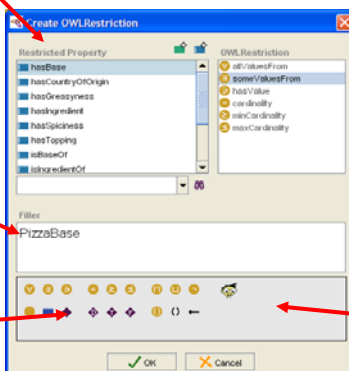 Create OWLRestriction
Restricted Property
hasBase
hasCountryOfOrigin
hasGreasyness
hasIngredient
hasSpiciness
hasTopping
isBaseOf
isIngredientOf
OWLRestriction
allValuesFrom
someValuesFrom
hasValue
cardinality
minCardinality
maxCardinality
Filler
PizzaBase
()
OK
Cancel